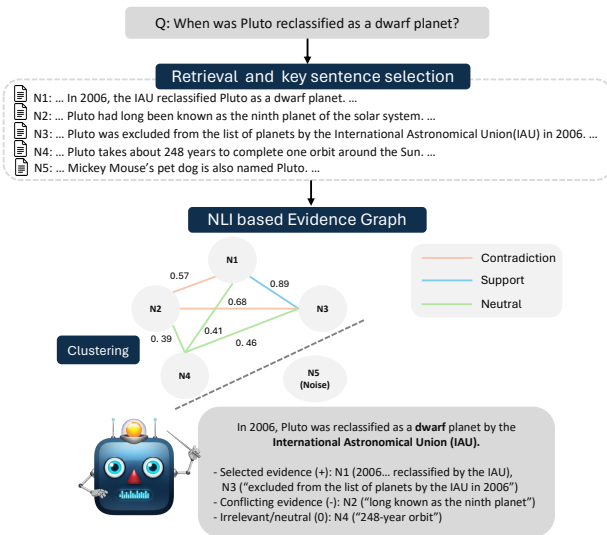 Q: When was Pluto reclassified as a dwarf planet?
Retrieval and key sentence selection
N1: ... In 2006, the IAU reclassified Pluto as a dwarf planet. ...
N2: ... Pluto had long been known as the ninth planet of the solar system. ...
N3: ... Pluto was excluded from the list of planets by the International Astronomical Union(IAU) in 2006. ...
N4: ... Pluto takes about 248 years to complete one orbit around the Sun. ...
N5: ... Mickey Mouse's pet dog is also named Pluto. ...
NLI based Evidence Graph
N1
Contradiction
0.57
0.89
Support
N2
0.68
N3
Neutral
0. 39
0.41
0. 46
Clustering
N4
N5
(Noise)
In 2006, Pluto was reclassified as a dwarf planet by the
International Astronomical Union (IAU).
- Selected evidence (+): N1 (2006... reclassified by the IAU),
N3 ("excluded from the list of planets by the IAU in 2006")
- Conflicting evidence (-): N2 ("long known as the ninth planet")
- Irrelevant/neutral (0): N4 ("248-year orbit")